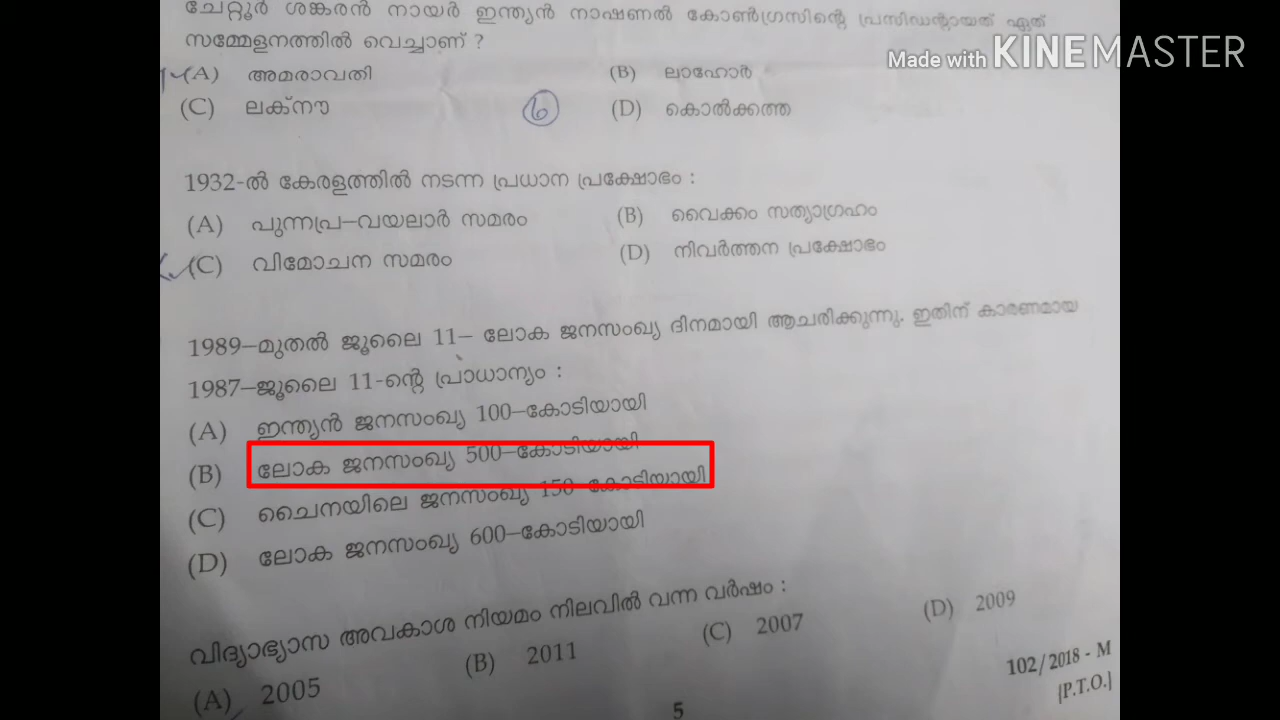 ചേറ്റൂർ ശങ്കരൻ നായർ ഇന്ത്യൻ നാഷണൽ കോൺഗ്രസിന്റെ പ്രസിഡന്റായത് ഏത്
സമ്മേളനത്തിൽ വെച്ചാണ് ?
Made with KINEMASTER
(A) അമരാവതി (B) ലാഹോർ
(C) ലക്നൗ (D) കൊൽക്കത്ത
1932-ൽ കേരളത്തിൽ നടന്ന പ്രധാന പ്രക്ഷോഭം :
(A) പുന്നപ്ര–വയലാർ സമരം (B) വൈക്കം സത്യാഗ്രഹം
(C) വിമോചന സമരം (D) നിവർത്തന പ്രക്ഷോഭം
1989–മുതൽ ജൂലൈ 11– ലോക ജനസംഖ്യ ദിനമായി ആചരിക്കുന്നു. ഇതിന് കാരണമായ
1987–ജൂലൈ 11-ന്റെ പ്രാധാന്യം :
(A) ഇന്ത്യൻ ജനസംഖ്യ 100–കോടിയായി
(B) ലോക ജനസംഖ്യ 500–കോടിയായി
(C) ചൈനയിലെ ജനസംഖ്യ 150–കോടിയായി
(D) ലോക ജനസംഖ്യ 600–കോടിയായി
വിദ്യാഭ്യാസ അവകാശ നിയമം നിലവിൽ വന്ന വർഷം :
(A) 2005 (B) 2011 (C) 2007 (D) 2009
102/2018 - M
[P.T.O.]
5